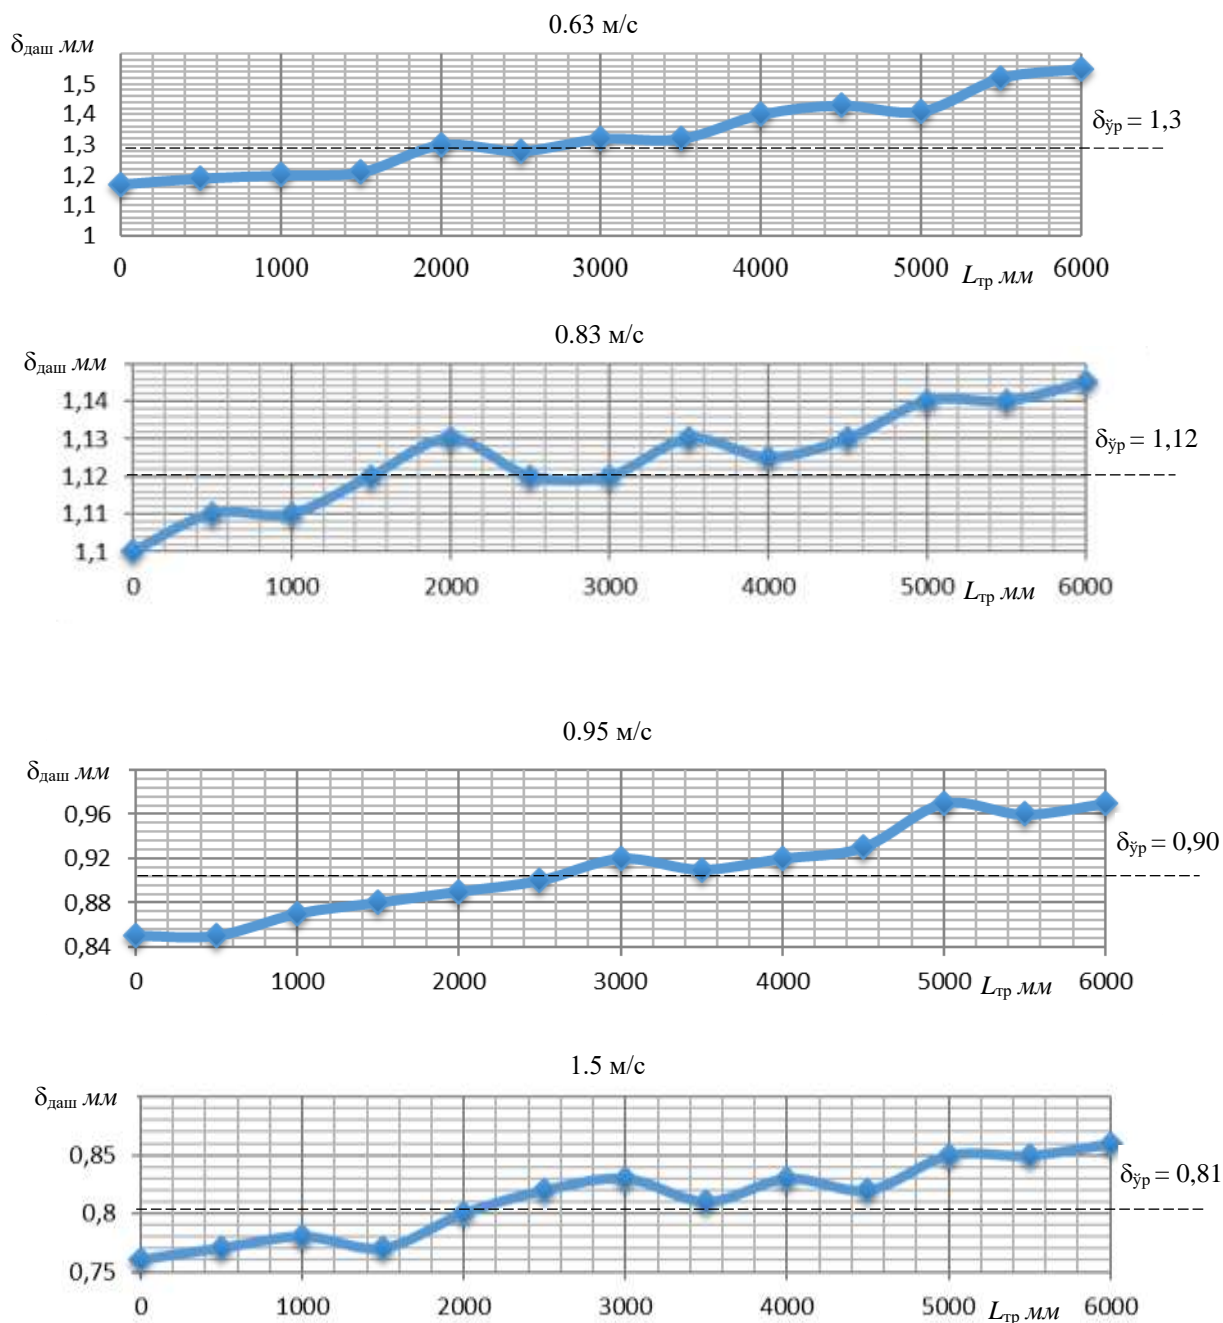 0.63 м/с
δдаш мм
1,5
1,4
1,3
1,2
1,1
1
δўр = 1,3
0 1000 2000 3000 4000 5000 Lтр мм 6000
0.83 м/с
δдаш мм
1,14
1,13
1,12
1,11
1,1
δўр = 1,12
0 1000 2000 3000 4000 5000 Lтр мм 6000
0.95 м/с
δдаш мм
0,96
0,92
0,88
0,84
δўр = 0,90
0 1000 2000 3000 4000 5000 Lтр мм 6000
1.5 м/с
δдаш мм
0,85
0,8
0,75
δўр = 0,81
0 1000 2000 3000 4000 5000 Lтр мм 6000